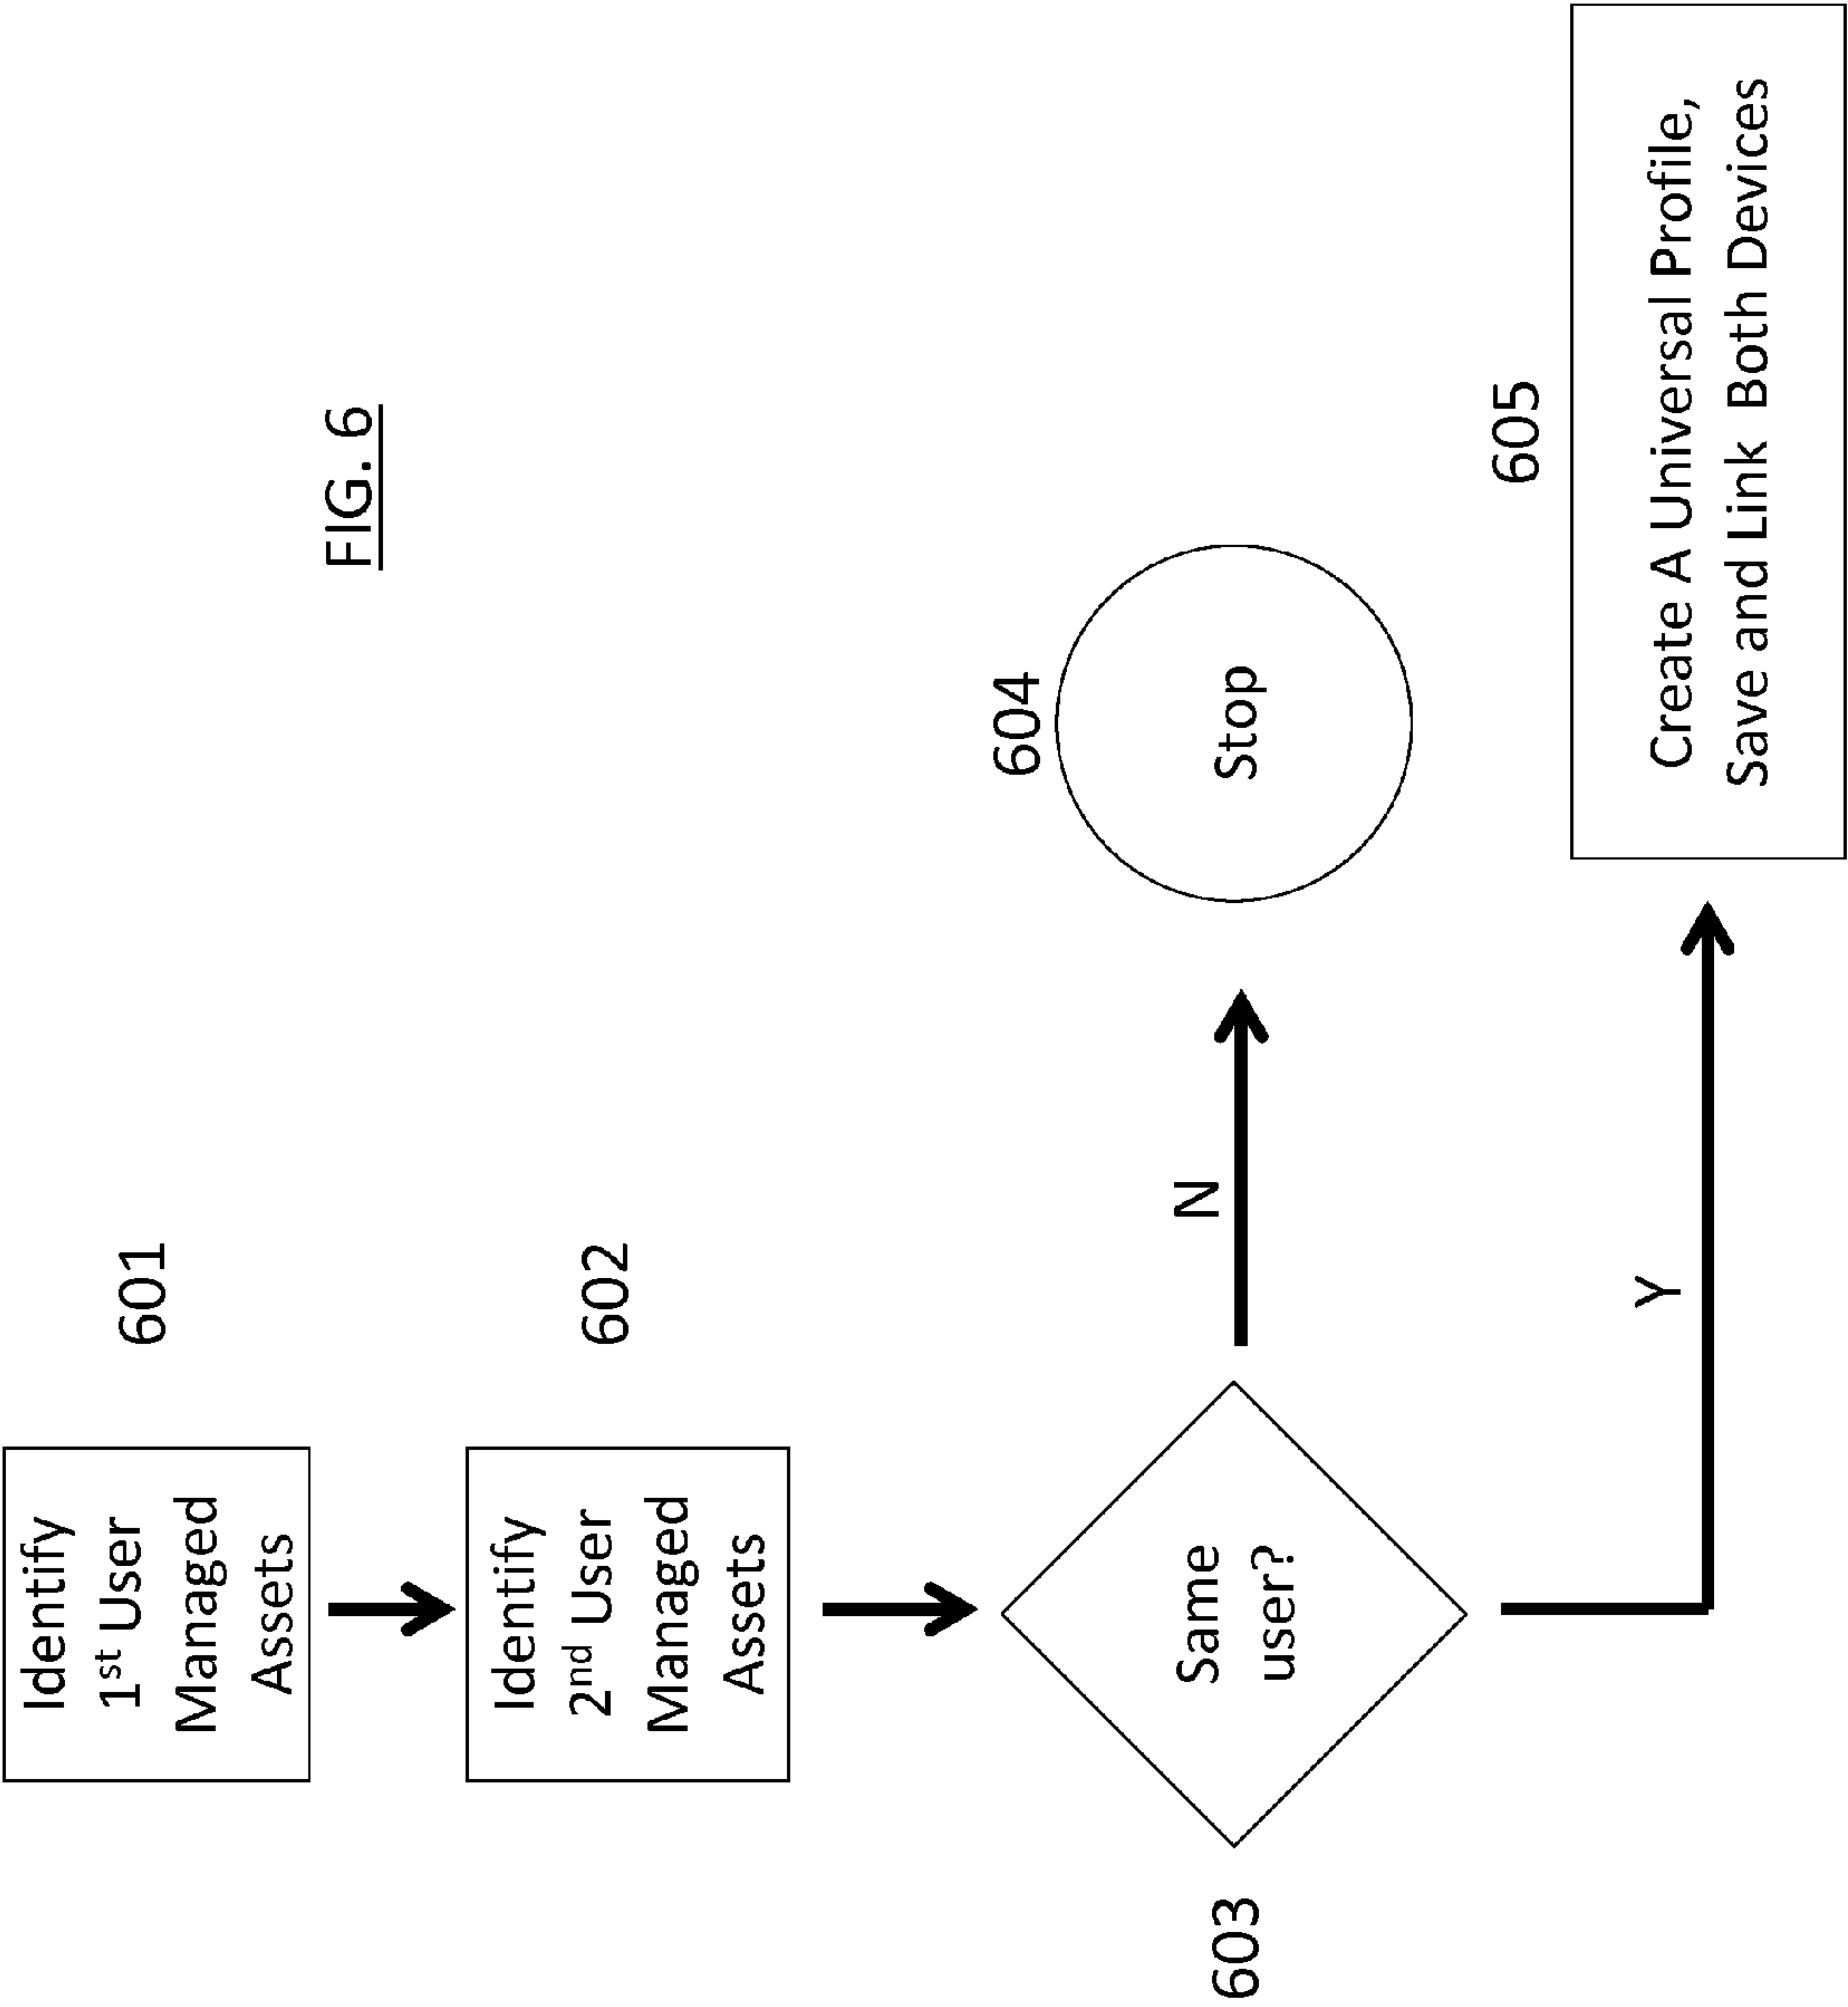 FIG. 6
Identify
1st User
Managed
Assets
601
Identify
2nd User
Managed
Assets
602
603
Same
user?
N
604
Stop
Y
605
Create A Universal Profile,
Save and Link Both Devices